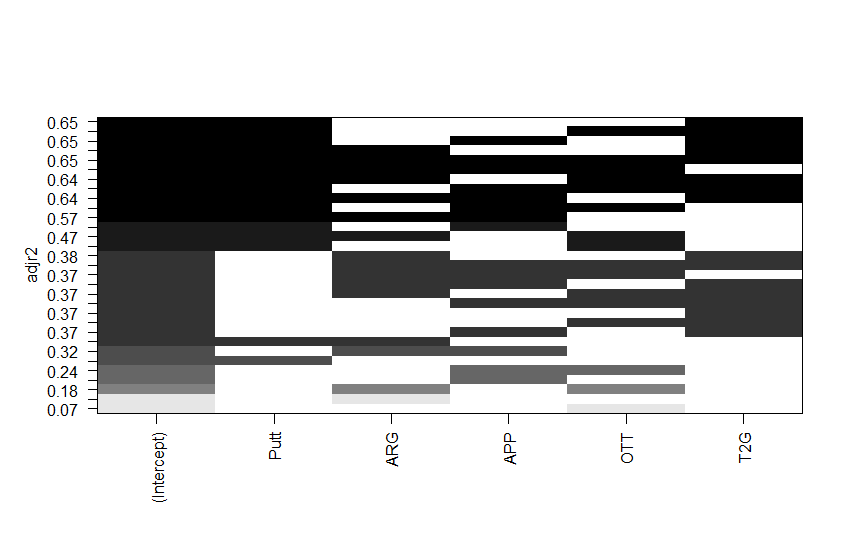 adjr2
0.65
0.65
0.65
0.64
0.64
0.57
0.47
0.38
0.37
0.37
0.37
0.37
0.32
0.24
0.18
0.07
(Intercept)
Putt
ARG
APP
OTT
T2G